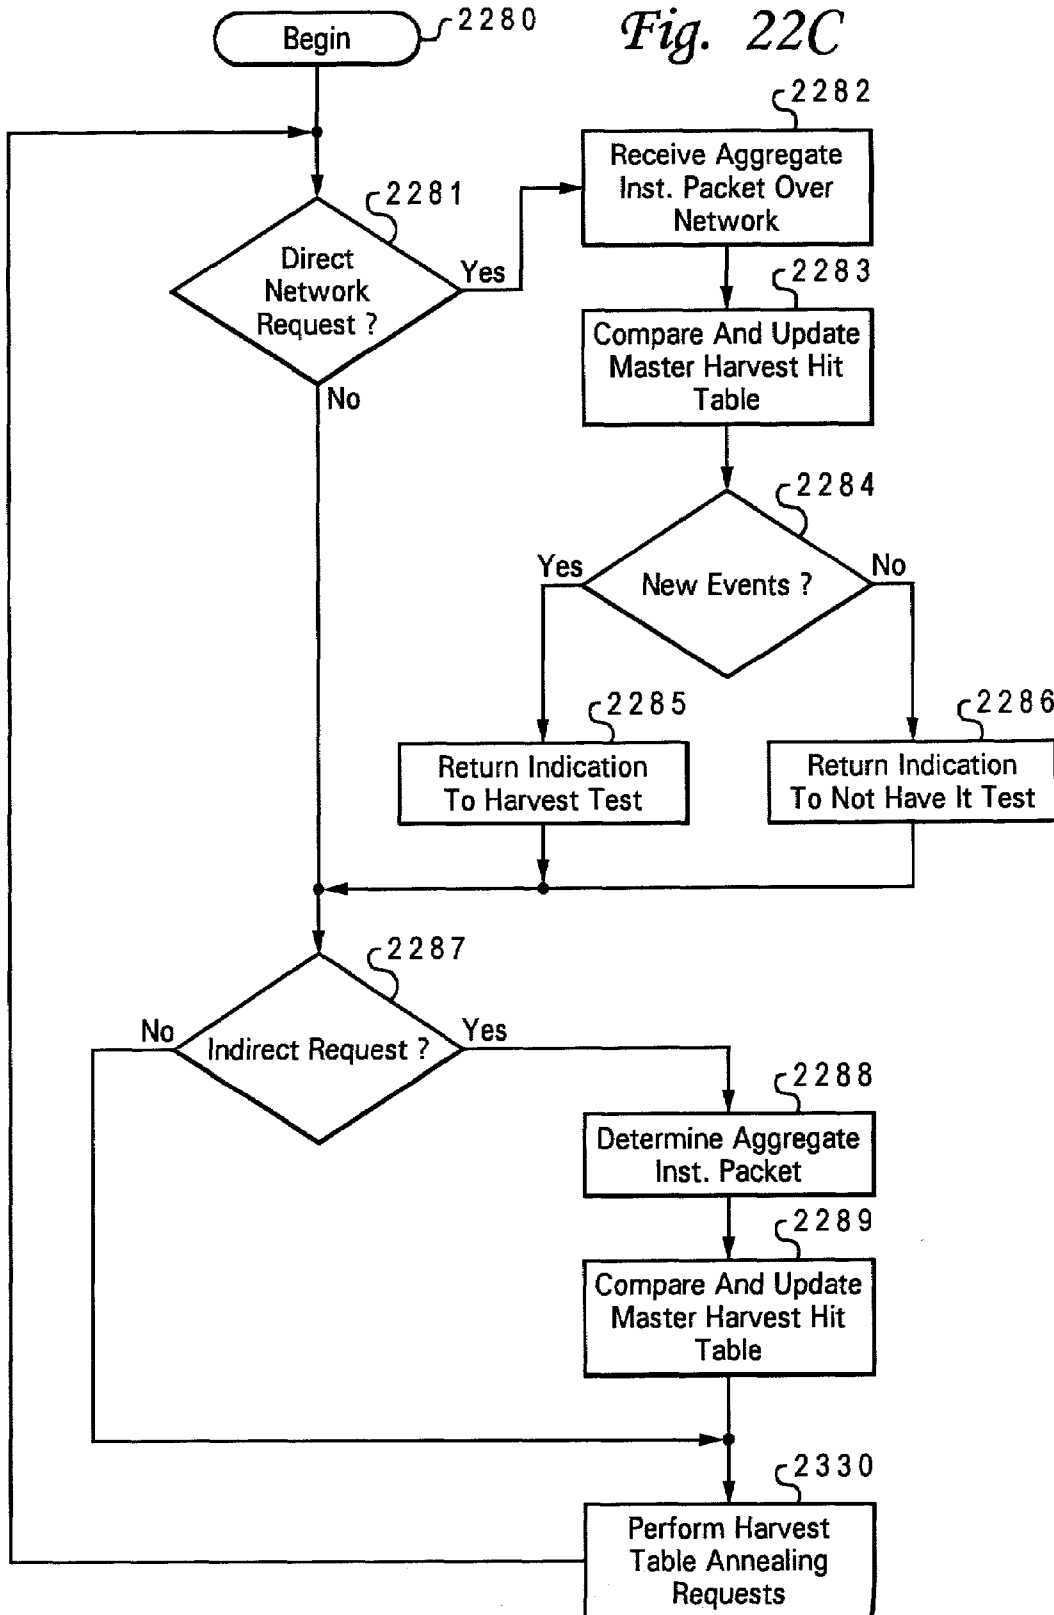 Fig. 22C
Begin
2280
2281
Direct
Network
Request ?
Yes
No
2282
Receive Aggregate
Inst. Packet Over
Network
2283
Compare And Update
Master Harvest Hit
Table
2284
New Events ?
Yes
No
2285
Return Indication
To Harvest Test
2286
Return Indication
To Not Have It Test
2287
Indirect Request ?
No
Yes
2288
Determine Aggregate
Inst. Packet
2289
Compare And Update
Master Harvest Hit
Table
2330
Perform Harvest
Table Annealing
Requests